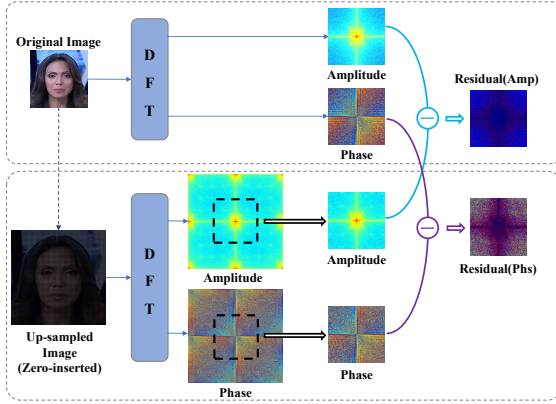 Original Image
D
F
T
Amplitude
Phase
Residual(Amp)
Up-sampled
Image
(Zero-inserted)
D
F
T
Amplitude
Phase
Amplitude
Phase
Residual(Phs)